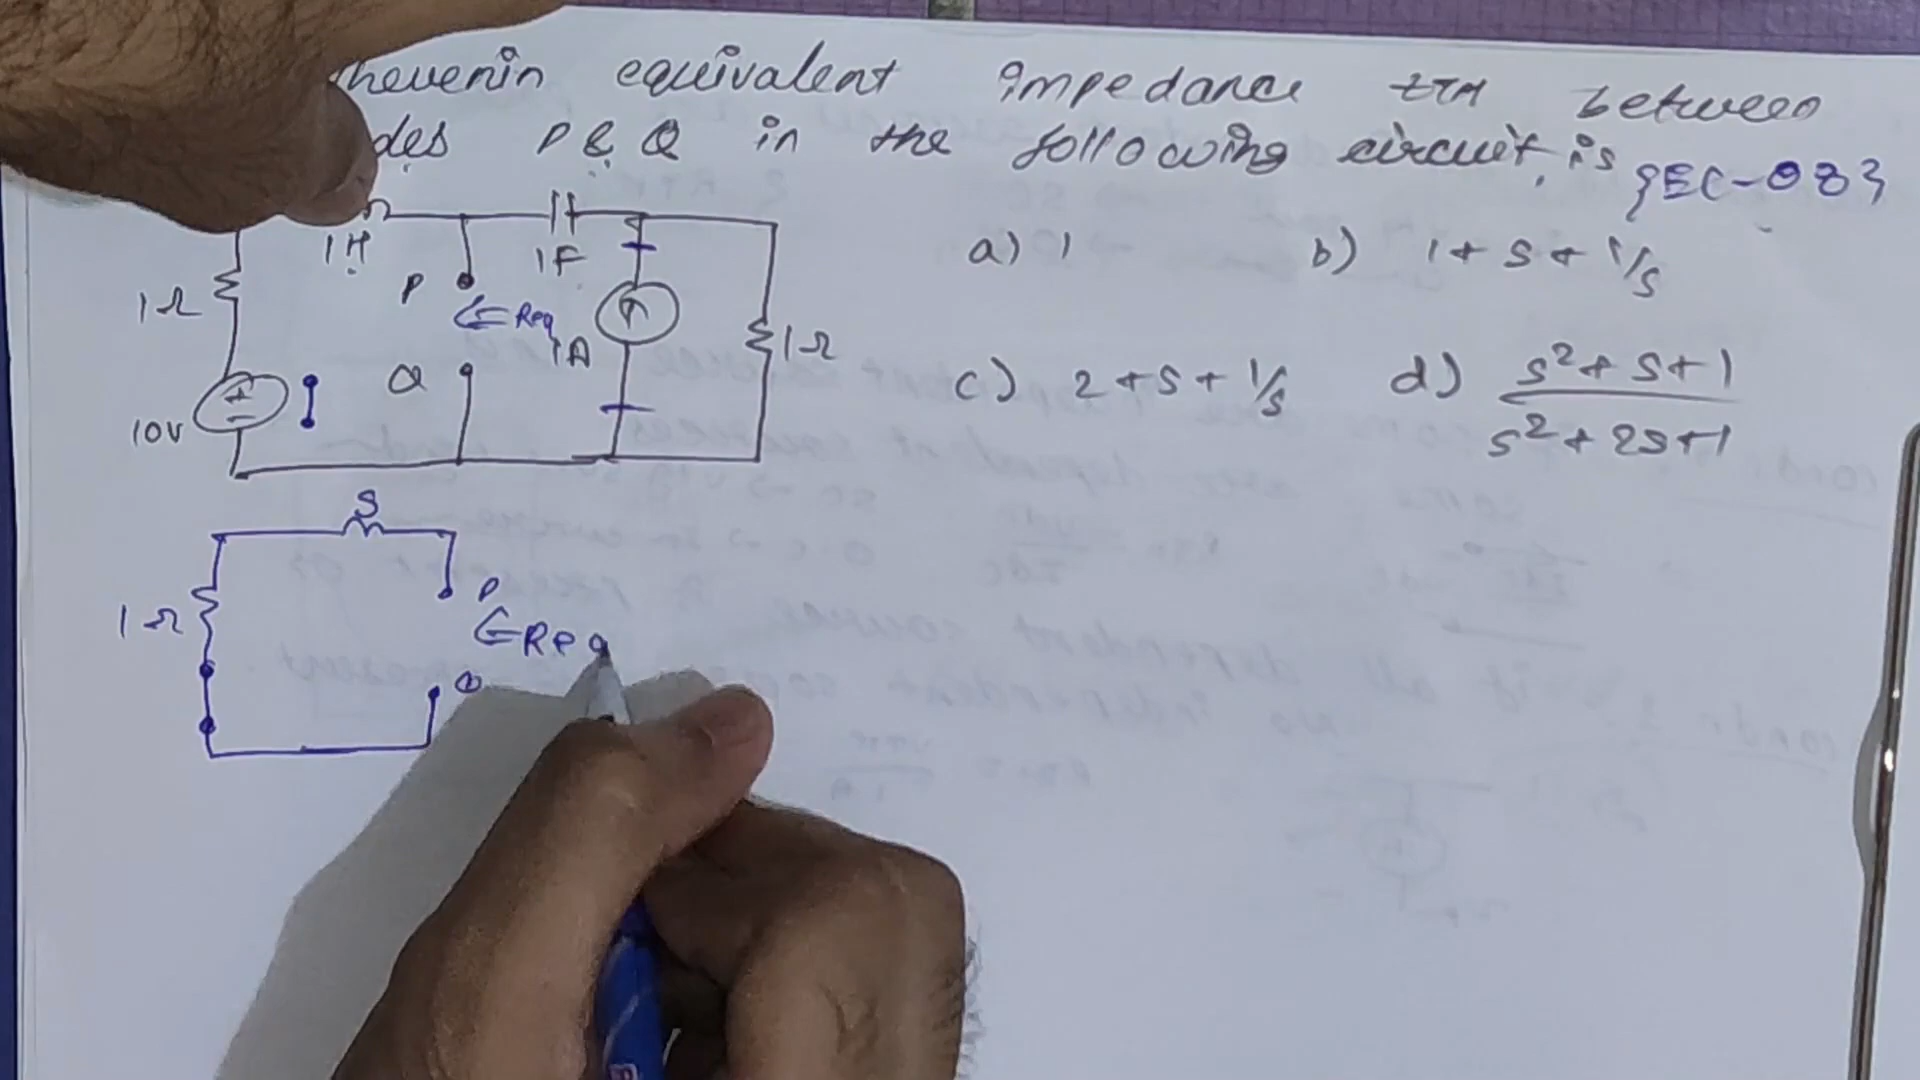 hevenin equivalent impedance ZTH between
des P & Q in the following circuit, is {EC-08}
1H
1F
a) 1
b) 1 + s + 1/s
1Ω
P
Req
1A
1Ω
Q
c) 2 + s + 1/s
d) s²+s+1 / s²+2s+1
10V
S
1Ω
P
Req
Q